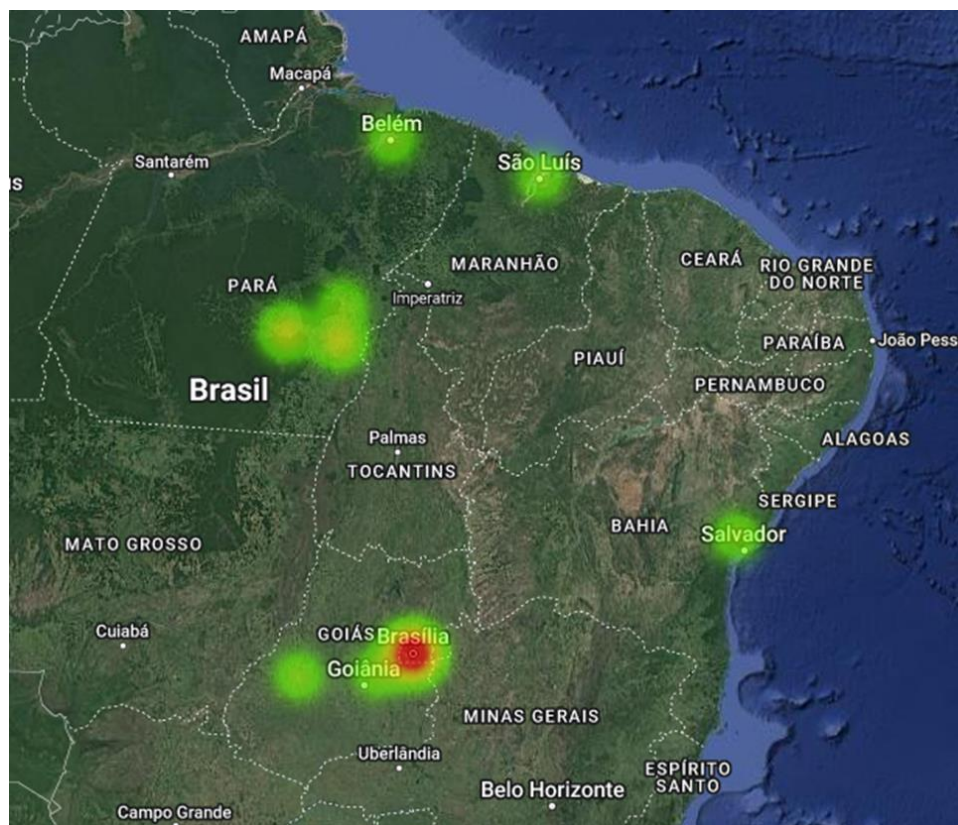 AMAPÁ
Macapá
Belém
Santarém
São Luís
is
MARANHÃO
CEARÁ
RIO GRANDE
DO NORTE
PARÁ
Imperatriz
PARAÍBA
João Pess
PIAUÍ
Brasil
PERNAMBUCO
Palmas
ALAGOAS
TOCANTINS
SERGIPE
BAHIA
Salvador
MATO GROSSO
Cuiabá
GOIÁS
Brasília
Goiânia
MINAS GERAIS
Uberlândia
ESPÍRITO
SANTO
Belo Horizonte
Campo Grande